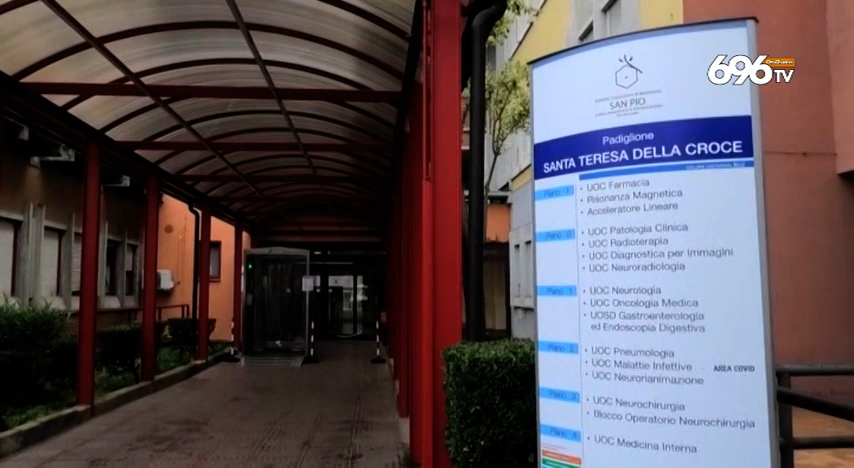 696
OttoChannel
TV
SAN PIO
Padiglione
SANTA TERESA DELLA CROCE
Piano -1
• UOC Farmacia
• Risonanza Magnetica
• Acceleratore Lineare
Piano 0
• UOC Patologia Clinica
• UOC Radioterapia
• UOC Diagnostica per Immagini
• UOC Neuroradiologia
Piano 1
• UOC Neurologia
• UOC Oncologia Medica
• UOSD Gastroenterologia
ed Endoscopia Digestiva
Piano 2
• UOC Pneumologia
• UOC Malattie Infettive - AREA COVID
• UOC Neurorianimazione
Piano 3
• UOC Neurochirurgia
• Blocco Operatorio Neurochirurgia
Piano 4
• UOC Medicina Interna